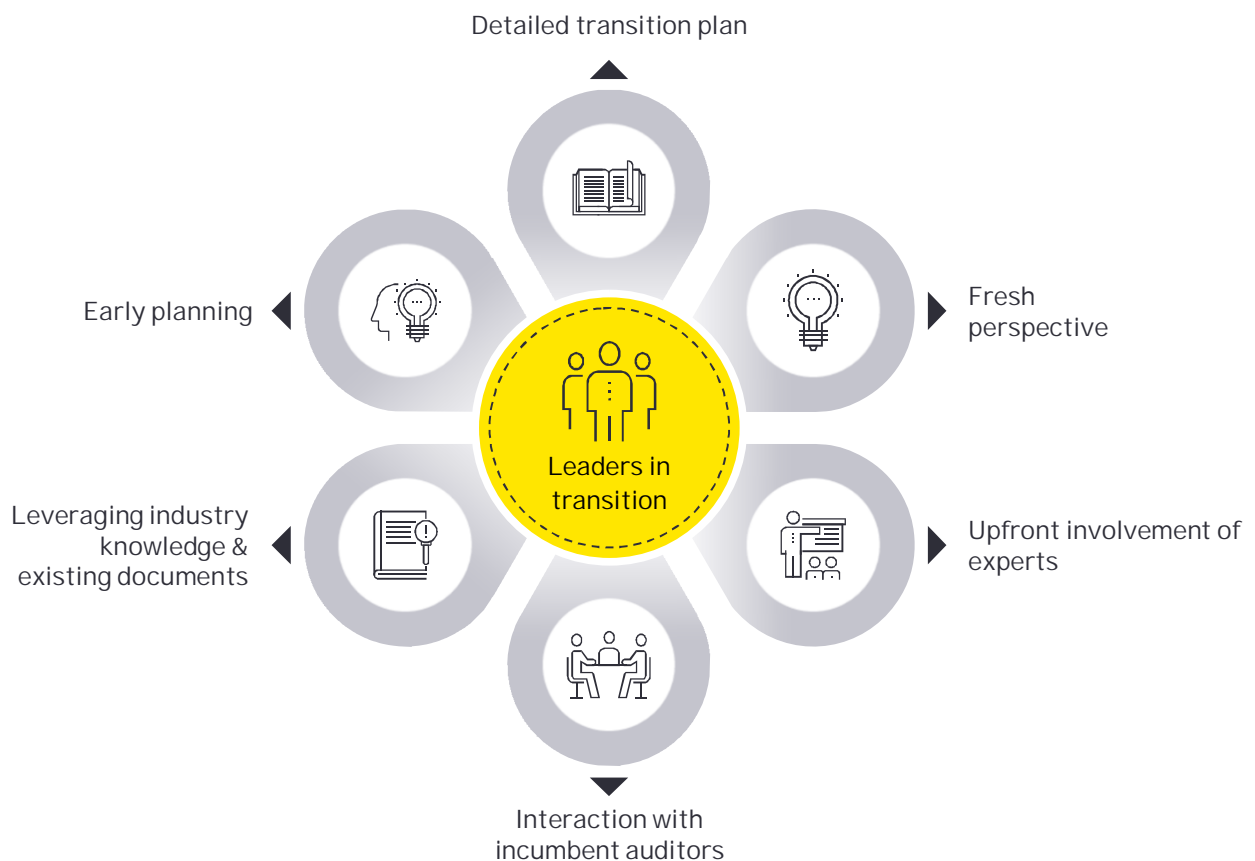 Detailed transition plan
Early planning
Fresh
perspective
Leaders in
transition
Leveraging industry
knowledge &
existing documents
Upfront involvement of
experts
Interaction with
incumbent auditors